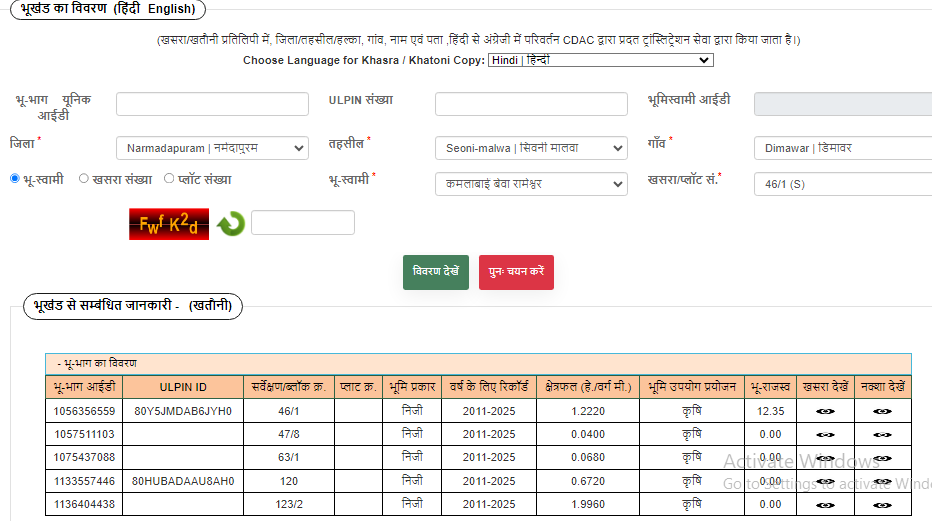 भूखंड का विवरण (हिंदी English)
(खसरा/खतौनी प्रतिलिपी में, जिला/तहसील/हल्का, गांव, नाम एवं पता ,हिंदी से अंग्रेजी में परिवर्तन CDAC द्वारा प्रदत ट्रांस्लिट्रेशन सेवा द्वारा किया जाता है।)
Choose Language for Khasra / Khatoni Copy: Hindi | हिन्दी
भू-भाग यूनिक आईडी ULPIN संख्या भूमिस्वामी आईडी
जिला * Narmadapuram | नर्मदापुरम तहसील * Seoni-malwa | सिवनी मालवा गाँव * Dimawar | डिमावर
भू-स्वामी खसरा संख्या प्लॉट संख्या भू-स्वामी * कमलाबाई बेवा रामेश्वर खसरा/प्लॉट सं.* 46/1 (S)
Fwf K2d
विवरण देखें पुनः चयन करें
भूखंड से सम्बंधित जानकारी - (खतौनी)
- भू-भाग का विवरण
भू-भाग आईडी ULPIN ID सर्वेक्षण/ब्लॉक क्र. प्लाट क्र. भूमि प्रकार वर्ष के लिए रिकॉर्ड क्षेत्रफल (हे./वर्ग मी.) भूमि उपयोग प्रयोजन भू-राजस्व खसरा देखें नक्शा देखें
1056356559 80Y5JMDAB6JYH0 46/1 निजी 2011-2025 1.2220 कृषि 12.35
1057511103 47/8 निजी 2011-2025 0.0400 कृषि 0.00
1075437088 63/1 निजी 2011-2025 0.0680 कृषि 0.00
Activate Windows
1133557446 80HUBADAAU8AH0 120 निजी 2011-2025 0.6720 कृषि 0.00
Go to Settings to activate Wind
1136404438 123/2 निजी 2011-2025 1.9960 कृषि 0.00